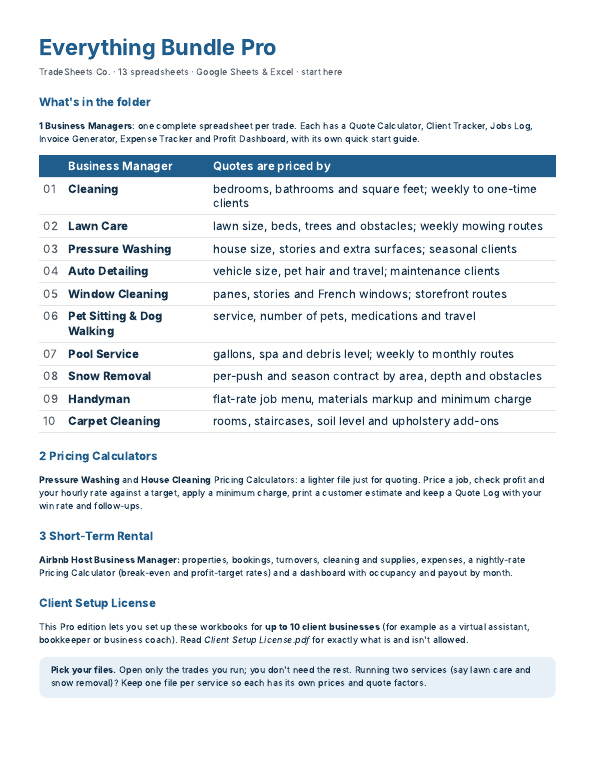 Everything Bundle Pro
TradeSheets Co. · 13 spreadsheets · Google Sheets & Excel · start here
What's in the folder
1 Business Managers: one complete spreadsheet per trade. Each has a Quote Calculator, Client Tracker, Jobs Log,
Invoice Generator, Expense Tracker and Profit Dashboard, with its own quick start guide.
Business Manager Quotes are priced by
01 Cleaning bedrooms, bathrooms and square feet; weekly to one-time
clients
02 Lawn Care lawn size, beds, trees and obstacles; weekly mowing routes
03 Pressure Washing house size, stories and extra surfaces; seasonal clients
04 Auto Detailing vehicle size, pet hair and travel; maintenance clients
05 Window Cleaning panes, stories and French windows; storefront routes
06 Pet Sitting & Dog service, number of pets, medications and travel
Walking
07 Pool Service gallons, spa and debris level; weekly to monthly routes
08 Snow Removal per-push and season contract by area, depth and obstacles
09 Handyman flat-rate job menu, materials markup and minimum charge
10 Carpet Cleaning rooms, staircases, soil level and upholstery add-ons
2 Pricing Calculators
Pressure Washing and House Cleaning Pricing Calculators: a lighter file just for quoting. Price a job, check profit and
your hourly rate against a target, apply a minimum charge, print a customer estimate and keep a Quote Log with your
win rate and follow-ups.
3 Short-Term Rental
Airbnb Host Business Manager: properties, bookings, turnovers, cleaning and supplies, expenses, a nightly-rate
Pricing Calculator (break-even and profit-target rates) and a dashboard with occupancy and payout by month.
Client Setup License
This Pro edition lets you set up these workbooks for up to 10 client businesses (for example as a virtual assistant,
bookkeeper or business coach). Read Client Setup License.pdf for exactly what is and isn't allowed.
Pick your files. Open only the trades you run; you don't need the rest. Running two services (say lawn care and
snow removal)? Keep one file per service so each has its own prices and quote factors.